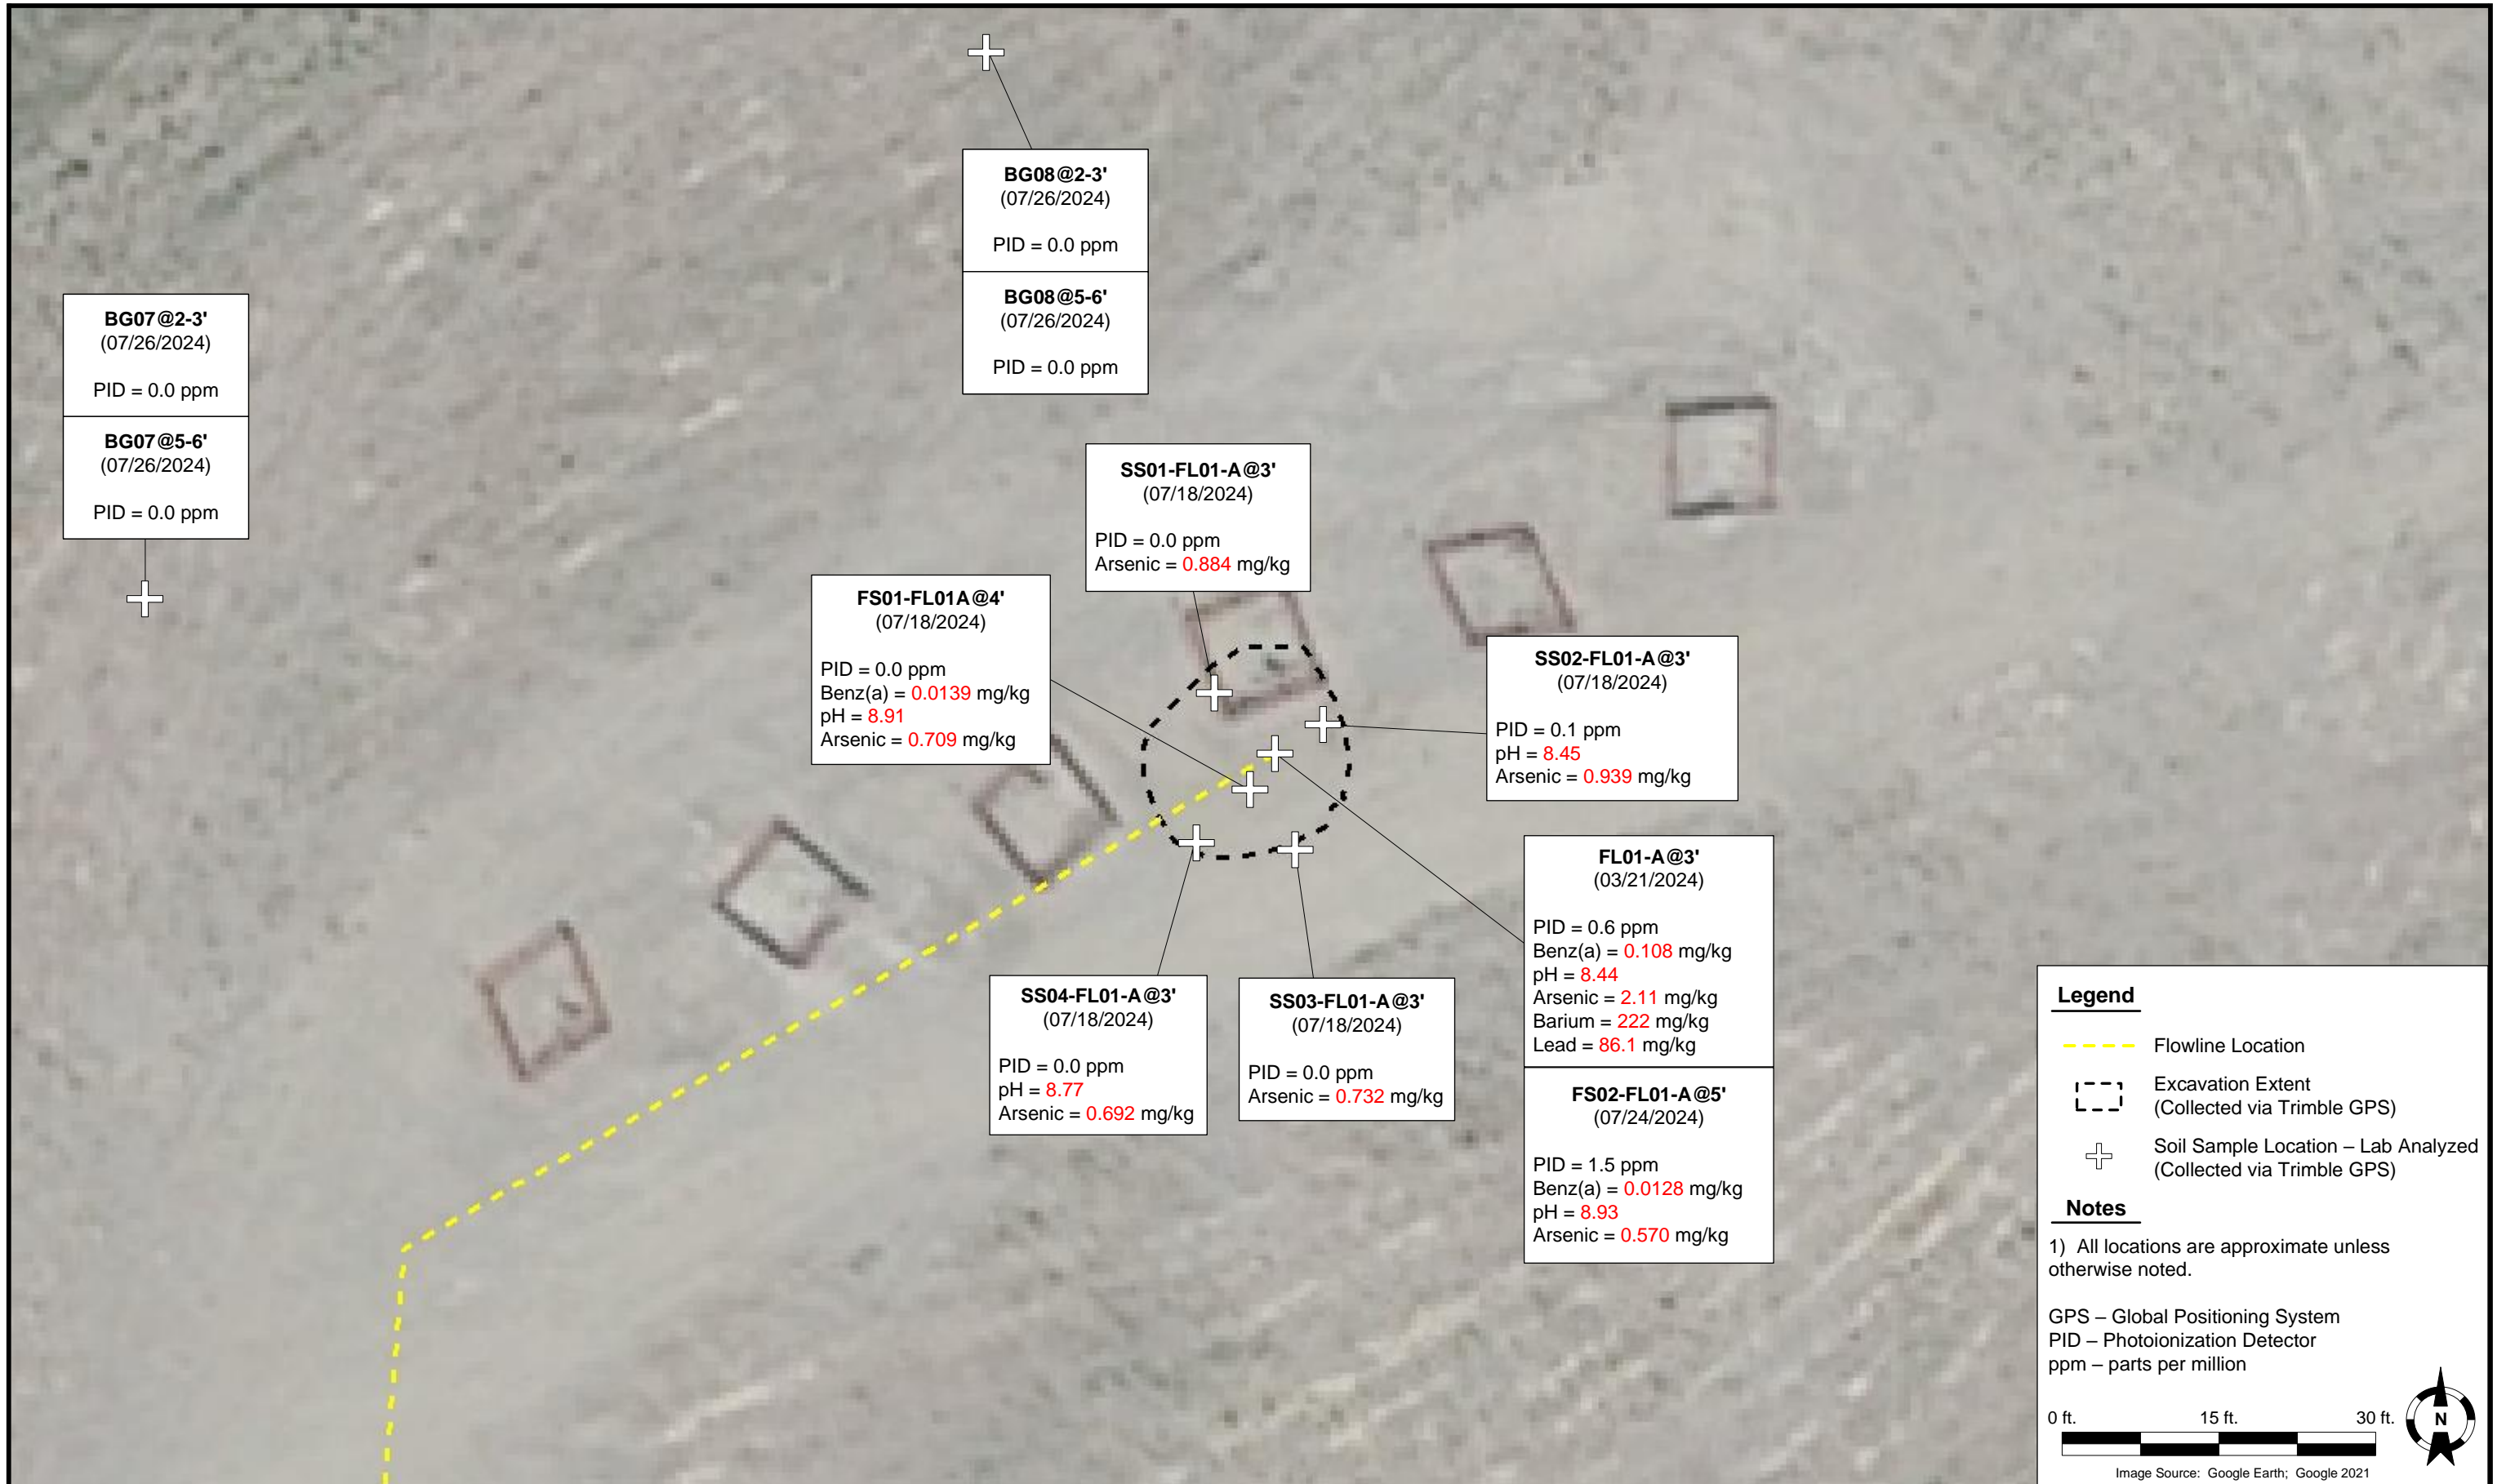 BG08@2-3'
(07/26/2024)
PID = 0.0 ppm
BG08@5-6'
(07/26/2024)
PID = 0.0 ppm
BG07@2-3'
(07/26/2024)
PID = 0.0 ppm
BG07@5-6'
(07/26/2024)
PID = 0.0 ppm
SS01-FL01-A@3'
(07/18/2024)
PID = 0.0 ppm
Arsenic = 0.884 mg/kg
FS01-FL01A@4'
(07/18/2024)
PID = 0.0 ppm
Benz(a) = 0.0139 mg/kg
pH = 8.91
Arsenic = 0.709 mg/kg
SS02-FL01-A@3'
(07/18/2024)
PID = 0.1 ppm
pH = 8.45
Arsenic = 0.939 mg/kg
FL01-A@3'
(03/21/2024)
PID = 0.6 ppm
Benz(a) = 0.108 mg/kg
pH = 8.44
Arsenic = 2.11 mg/kg
Barium = 222 mg/kg
Lead = 86.1 mg/kg
FS02-FL01-A@5'
(07/24/2024)
PID = 1.5 ppm
Benz(a) = 0.0128 mg/kg
pH = 8.93
Arsenic = 0.570 mg/kg
SS04-FL01-A@3'
(07/18/2024)
PID = 0.0 ppm
pH = 8.77
Arsenic = 0.692 mg/kg
SS03-FL01-A@3'
(07/18/2024)
PID = 0.0 ppm
Arsenic = 0.732 mg/kg
Legend
Flowline Location
Excavation Extent
(Collected via Trimble GPS)
Soil Sample Location – Lab Analyzed
(Collected via Trimble GPS)
Notes
1) All locations are approximate unless
otherwise noted.
GPS – Global Positioning System
PID – Photoionization Detector
ppm – parts per million
0 ft. 15 ft. 30 ft.
N
Image Source: Google Earth; Google 2021